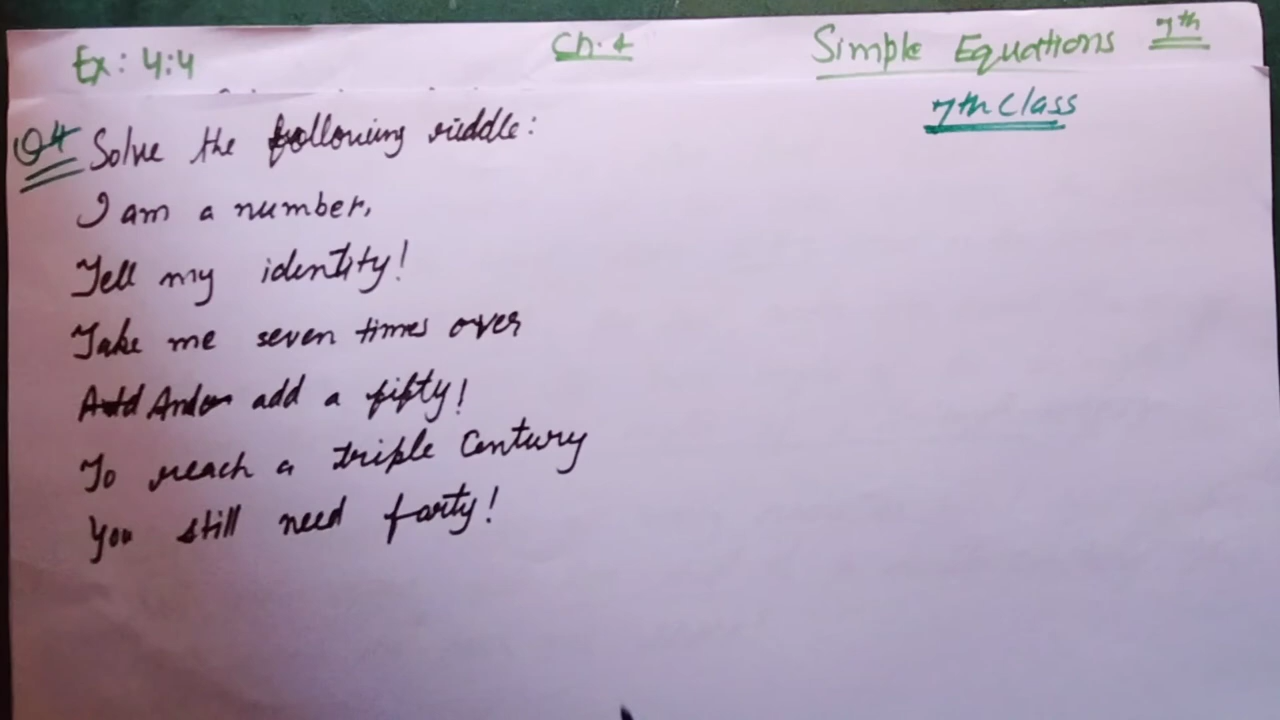 Ex: 4:4 Ch. 4 Simple Equations 7th
7th Class
Q4 Solve the following riddle:
I am a number,
Tell my identity!
Take me seven times over
And add a fifty!
To reach a triple Century
You still need forty!